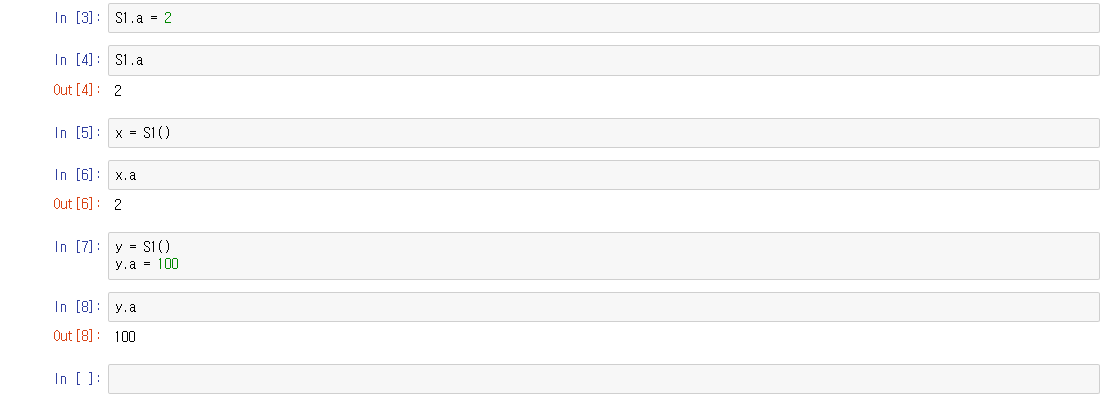 In [3]: S1.a = 2
In [4]: S1.a
Out[4]: 2
In [5]: x = S1()
In [6]: x.a
Out[6]: 2
In [7]: y = S1()
y.a = 100
In [8]: y.a
Out[8]: 100
In [ ]: